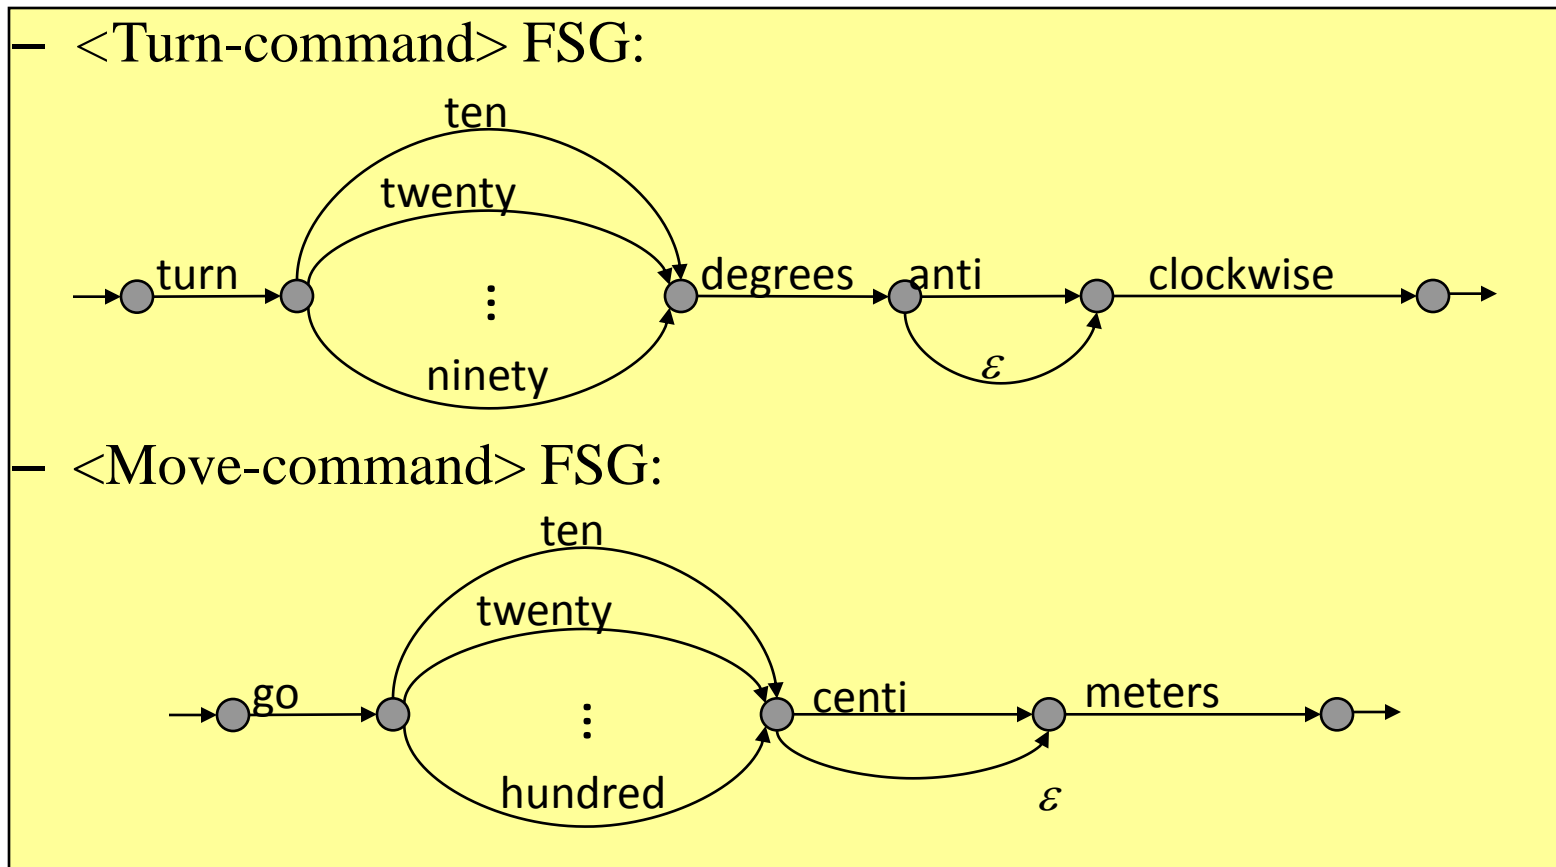 – <Turn-command> FSG:
ten
twenty
turn
degrees
anti
clockwise
⋮
ninety
ε
– <Move-command> FSG:
ten
twenty
go
centi
meters
⋮
hundred
ε